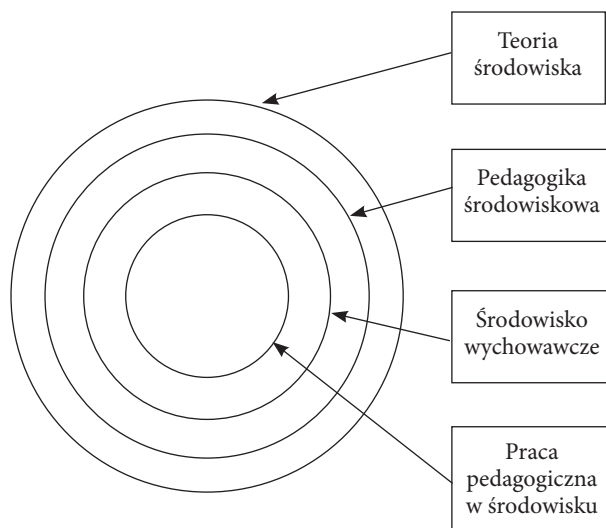 Teoria
środowiska
Pedagogika
środowiskowa
Środowisko
wychowawcze
Praca
pedagogiczna
w środowisku